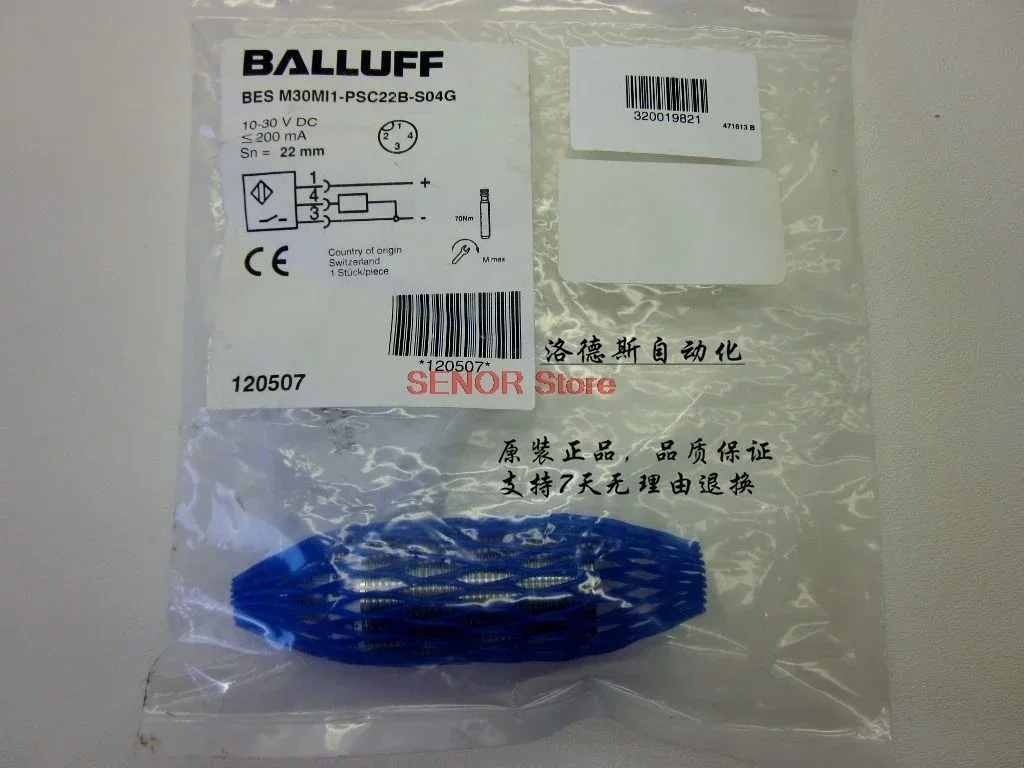 BALLUFF
BES M30MI1-PSC22B-S04G
10-30 V DC
≤ 200 mA
Sn = 22 mm
1
2 4
3
1
4
3
+
-
70Nm
M max
CE
Country of origin
Switzerland
1 Stück/piece
*120507*
120507
320019821
471613 B
洛德斯自动化
SENOR Store
原装正品，品质保证
支持7天无理由退换